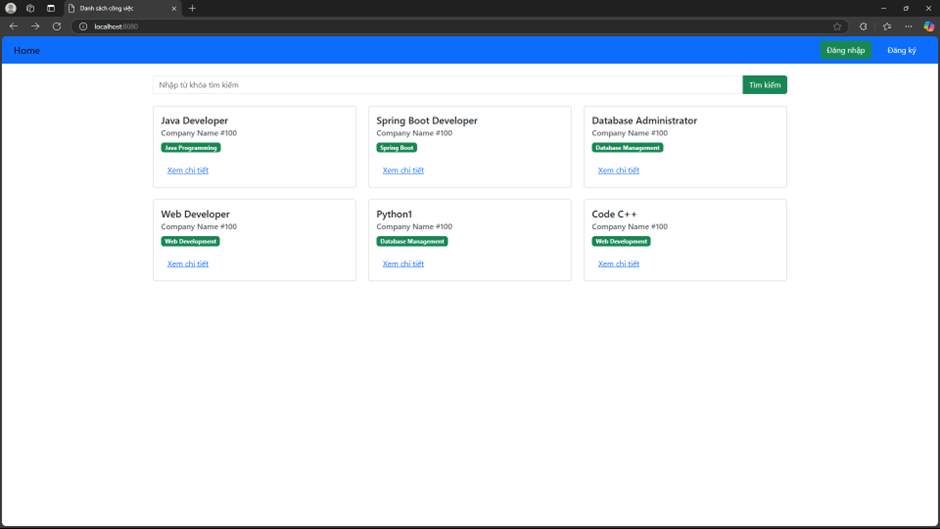 Danh sách công việc
localhost:8080
Home
Đăng nhập
Đăng ký
Nhập từ khóa tìm kiếm
Tìm kiếm
Java Developer
Company Name #100
Java Programming
Xem chi tiết
Spring Boot Developer
Company Name #100
Spring Boot
Xem chi tiết
Database Administrator
Company Name #100
Database Management
Xem chi tiết
Web Developer
Company Name #100
Web Development
Xem chi tiết
Python1
Company Name #100
Database Management
Xem chi tiết
Code C++
Company Name #100
Web Development
Xem chi tiết